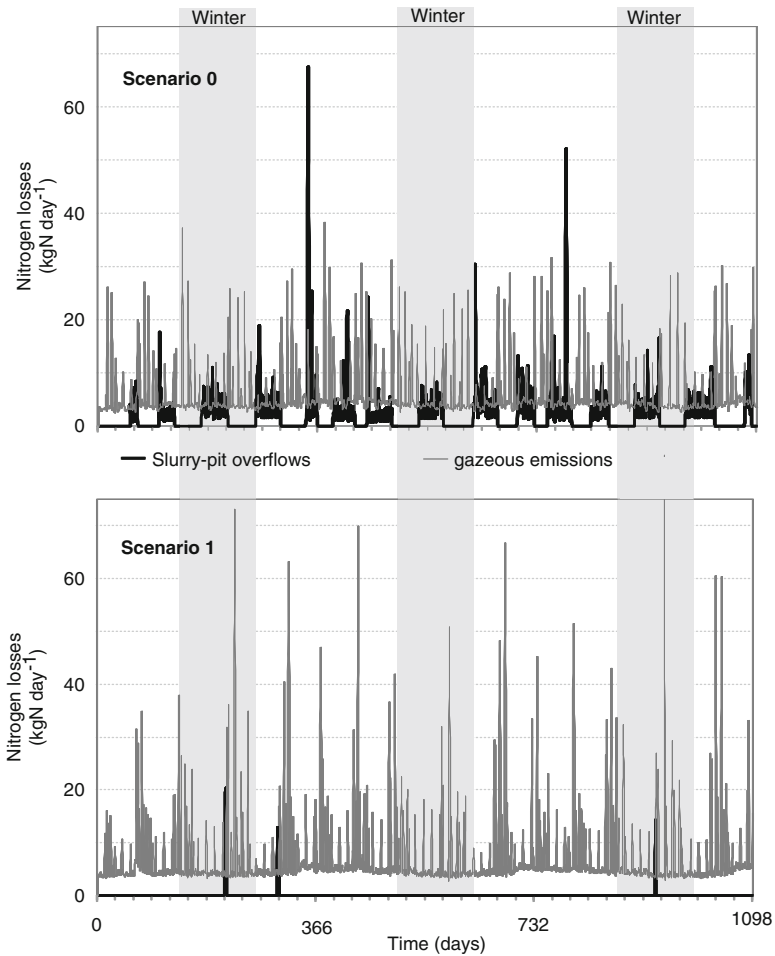 Winter Winter Winter
Scenario 0
60
40
20
0
Nitrogen losses
(kgN day-1)
Slurry-pit overflows gazeous emissions
Scenario 1
60
40
20
0
Nitrogen losses
(kgN day-1)
0 366 732 1098
Time (days)